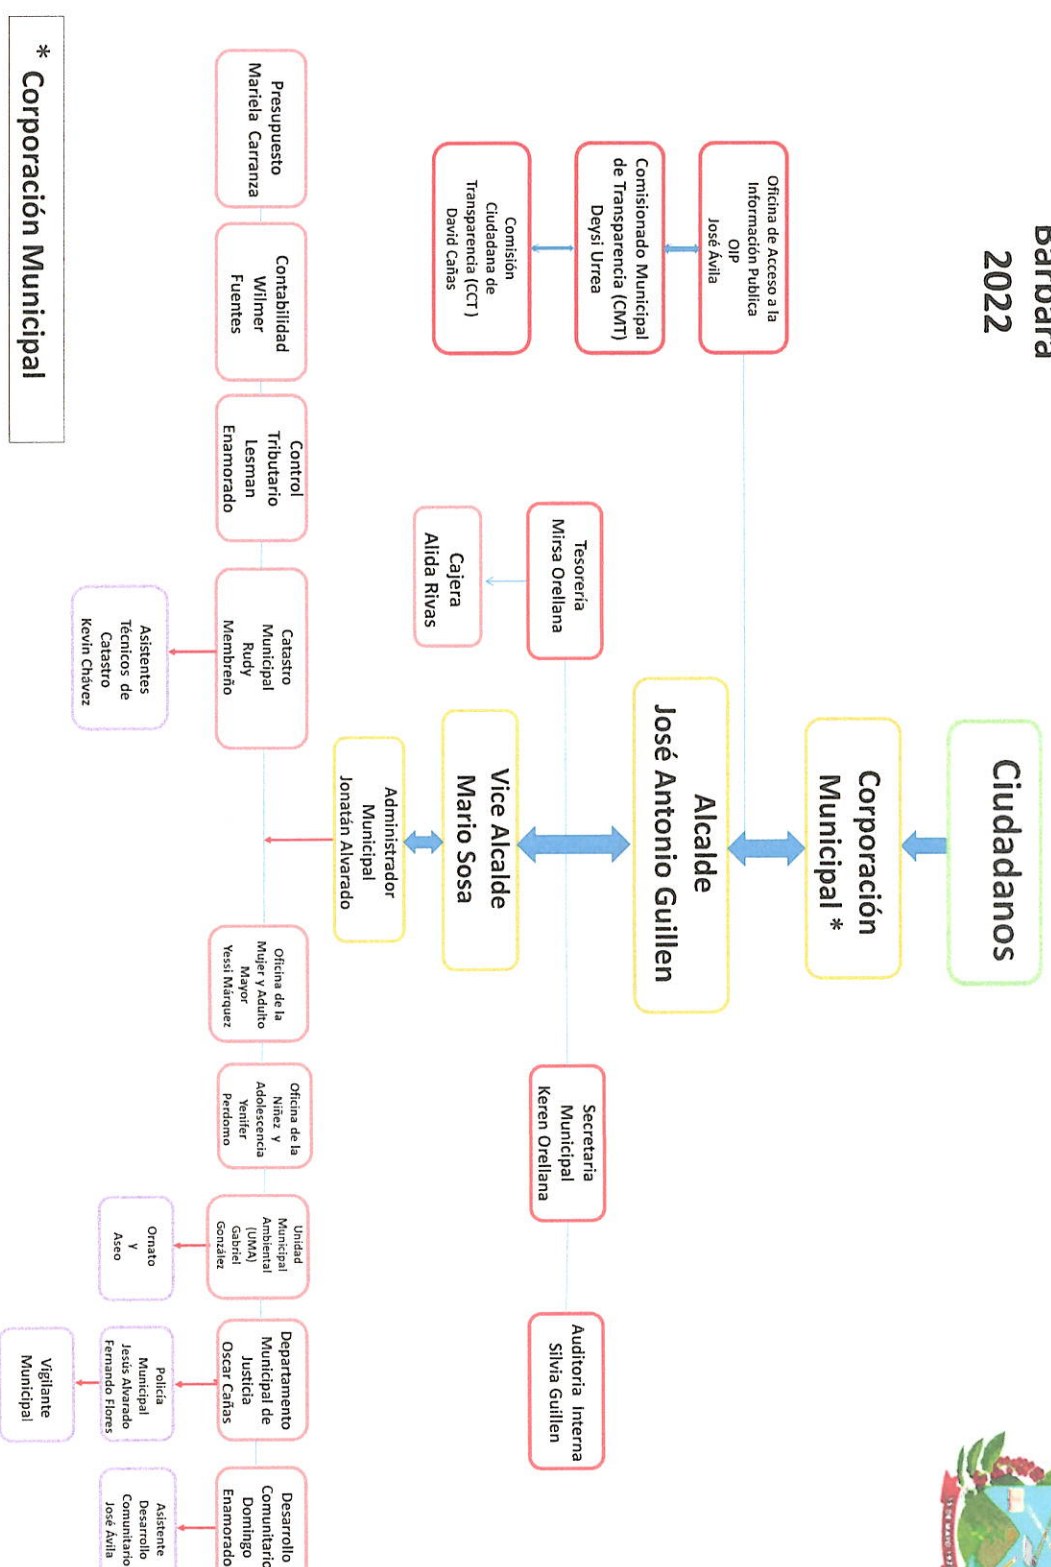 Bárbara
2022
Ciudadanos
Corporación
Municipal *
Alcalde
José Antonio Guillen
Vice Alcalde
Mario Sosa
Administrador
Municipal
Jonatán Alvarado
Oficina de Acceso a la
Información Publica
OIP
José Ávila
Comisionado Municipal
de Transparencia (CMT)
Deysi Urrea
Comisión
Ciudadana de
Transparencia (CCT)
David Cañas
Tesorería
Mirsa Orellana
Cajera
Alida Rivas
Secretaria
Municipal
Keren Orellana
Auditoria Interna
Silvia Guillen
Presupuesto
Mariela Carranza
Contabilidad
Wilmer
Fuentes
Control
Tributario
Lesman
Enamorado
Catastro
Municipal
Rudy
Membreño
Asistentes
Técnicos de
Catastro
Kevin Chávez
Oficina de la
Mujer y Adulto
Mayor
Yessi Márquez
Oficina de la
Niñez y
Adolescencia
Yenifer
Perdomo
Unidad
Municipal
Ambiental
(UMA)
Gabriel
González
Ornato
y
Aseo
Departamento
Municipal de
Justicia
Oscar Cañas
Policía
Municipal
Jesús Alvarado
Fernando Flores
Vigilante
Municipal
Desarrollo
Comunitario
Domingo
Enamorado
Asistente
Desarrollo
Comunitario
José Ávila
* Corporación Municipal